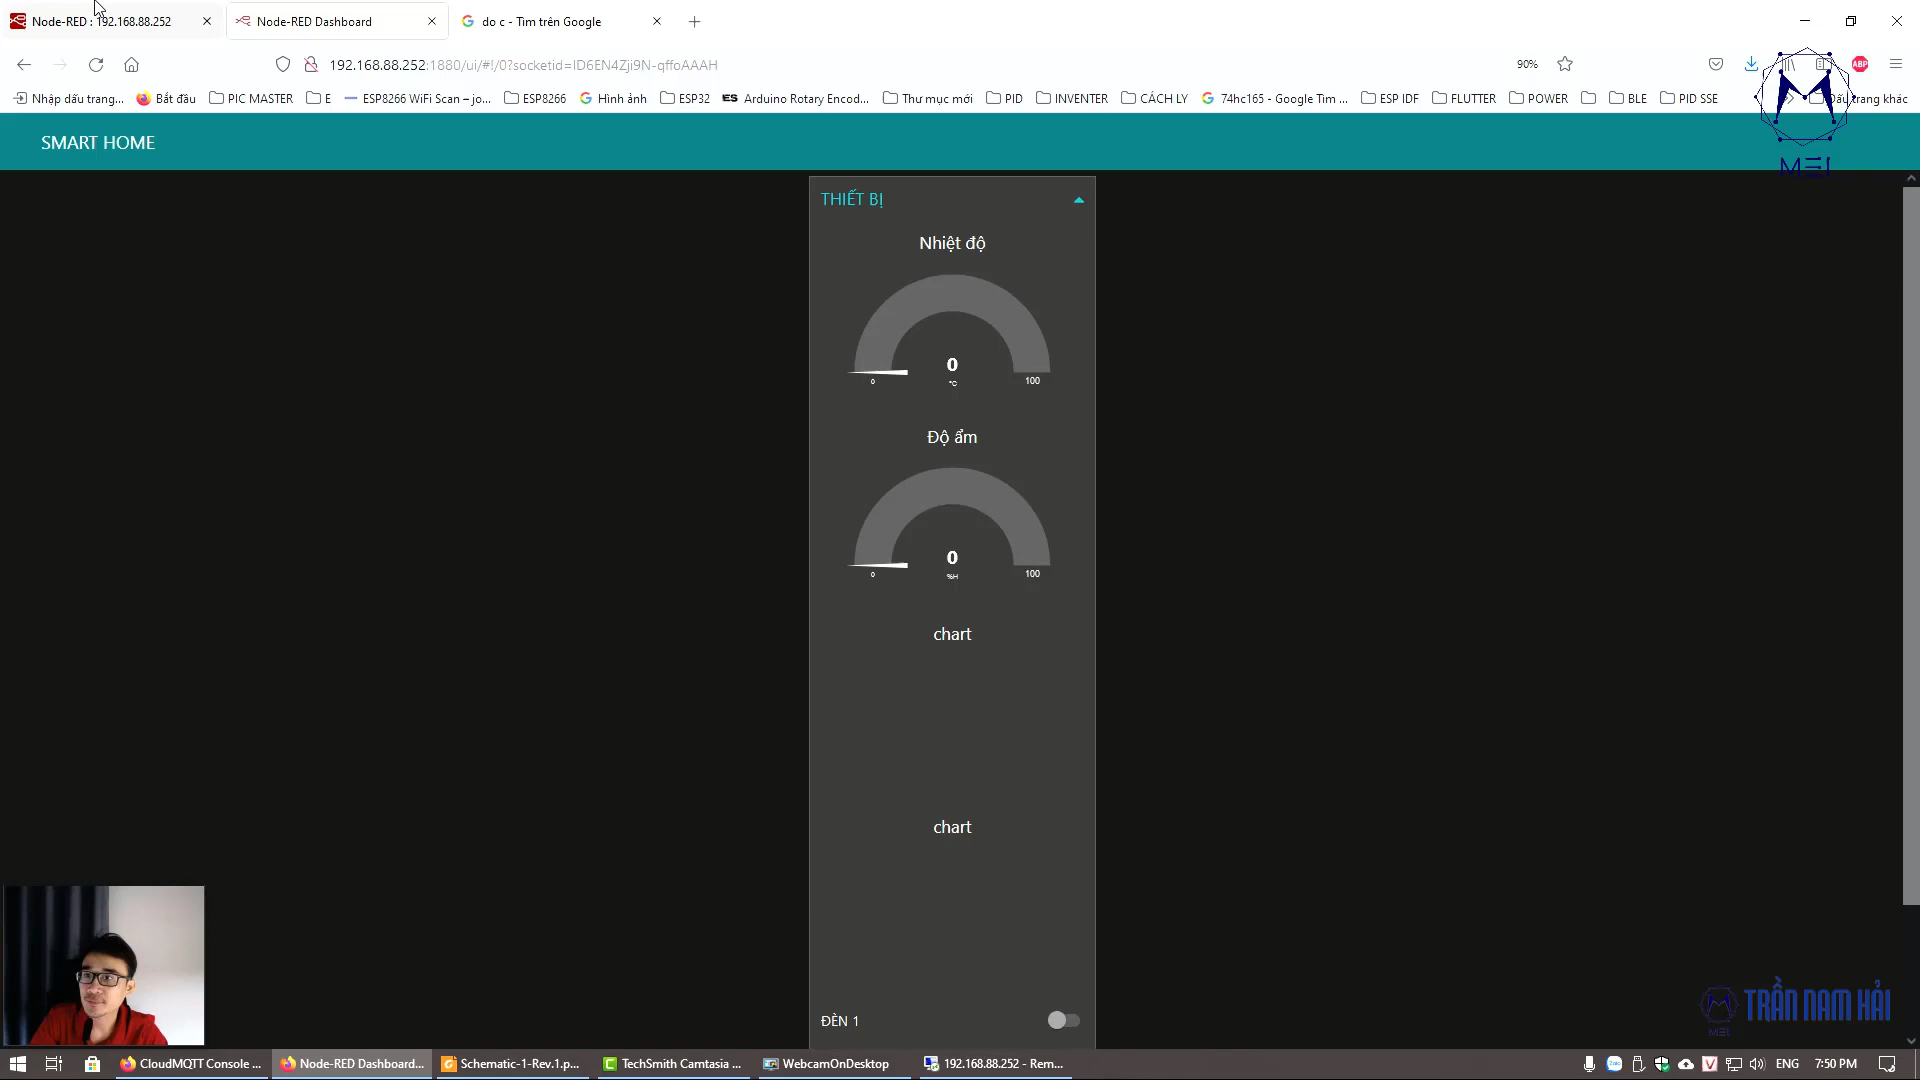 Node-RED : 192.168.88.252
Node-RED Dashboard
do c - Tìm trên Google
192.168.88.252:1880/ui/#!/0?socketid=ID6EN4Zji9N-qffoAAAH
90%
ABP
Nhập dấu trang...
Bắt đầu
PIC MASTER
E
ESP8266 WiFi Scan – jo...
ESP8266
Hình ảnh
ESP32
ES Arduino Rotary Encod...
Thư mục mới
PID
INVENTER
CÁCH LY
74hc165 - Google Tìm ...
ESP IDF
FLUTTER
POWER
BLE
PID SSE
Dấu trang khác
MEI
SMART HOME
THIẾT BỊ
Nhiệt độ
0
°C
0
100
Độ ẩm
0
%H
0
100
chart
chart
ĐÈN 1
TRẦN NAM HẢI
MEI
CloudMQTT Console ...
Node-RED Dashboard...
Schematic-1-Rev.1.p...
TechSmith Camtasia ...
WebcamOnDesktop
192.168.88.252 - Rem...
Zalo
V
ENG
7:50 PM